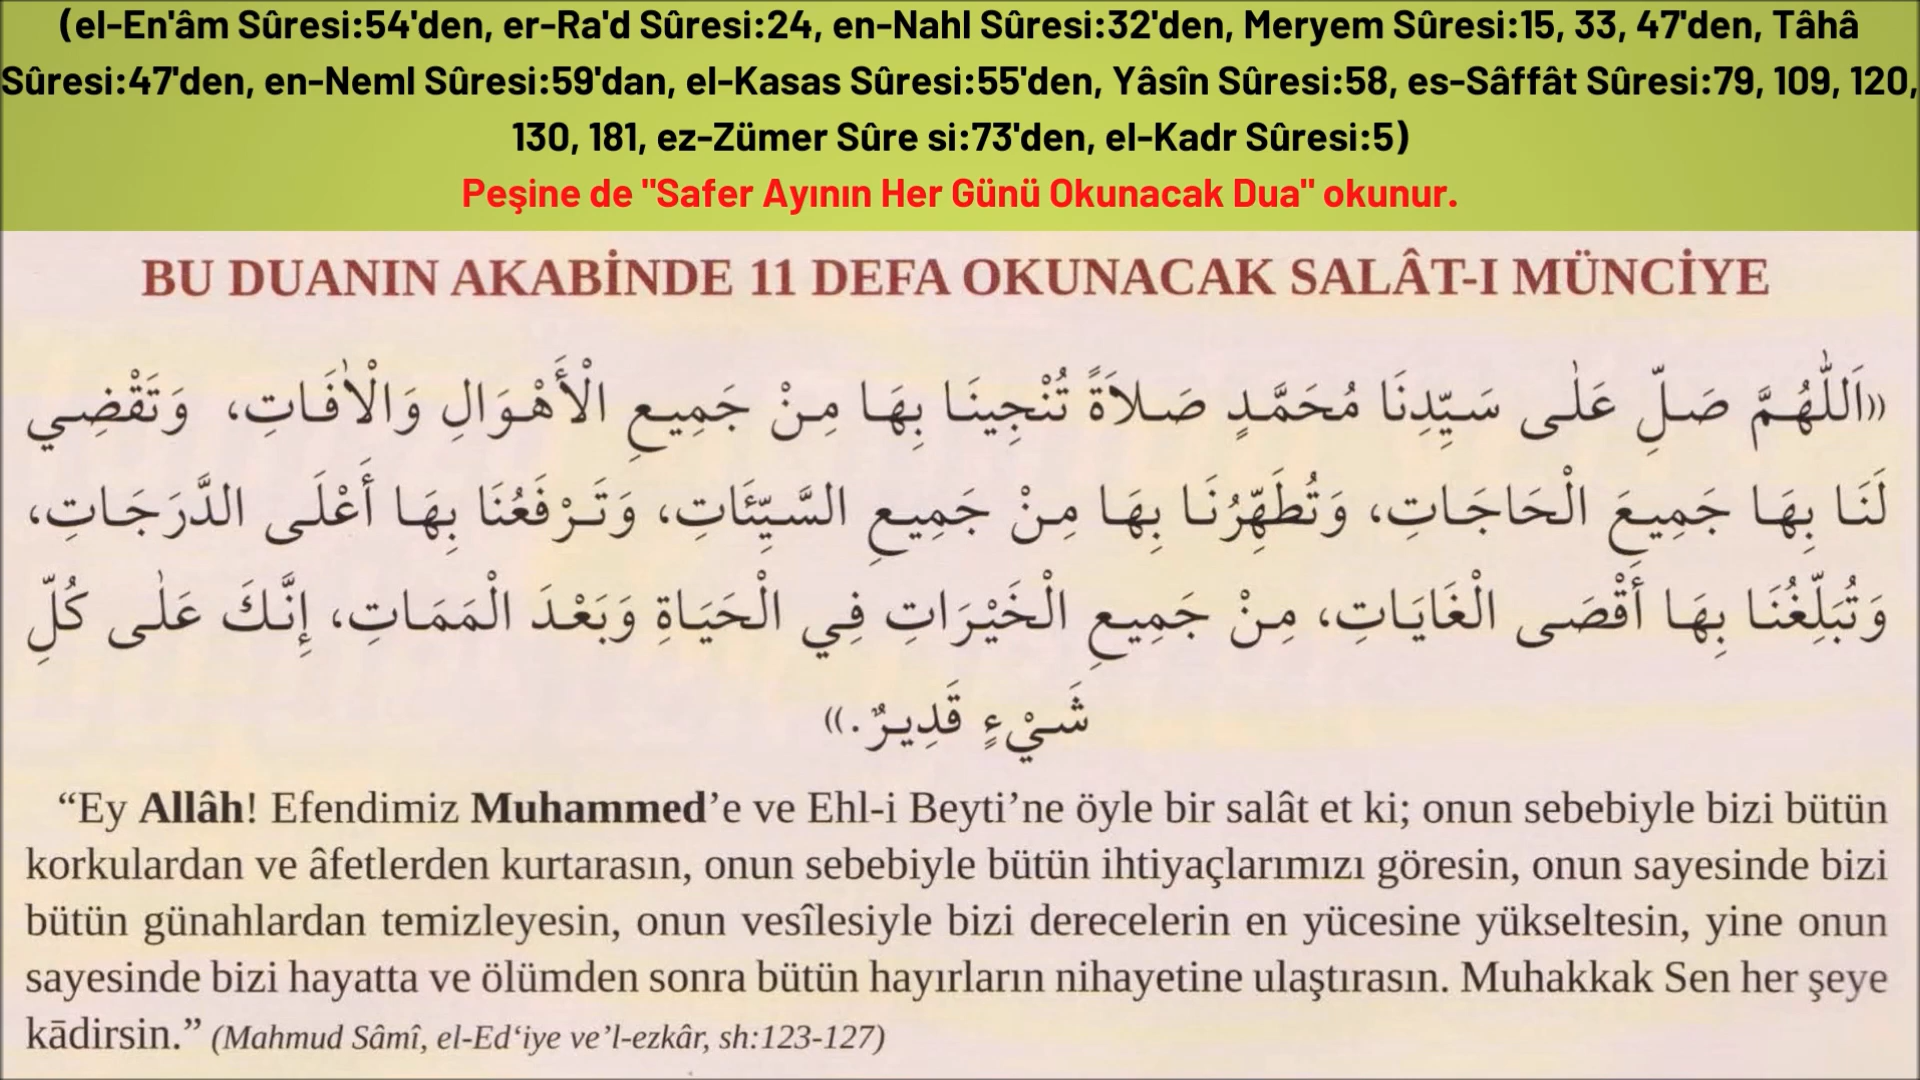 (el-En'âm Sûresi:54'den, er-Ra'd Sûresi:24, en-Nahl Sûresi:32'den, Meryem Sûresi:15, 33, 47'den, Tâhâ
Sûresi:47'den, en-Neml Sûresi:59'dan, el-Kasas Sûresi:55'den, Yâsîn Sûresi:58, es-Sâffât Sûresi:79, 109, 120,
130, 181, ez-Zümer Sûre si:73'den, el-Kadr Sûresi:5)
Peşine de "Safer Ayının Her Günü Okunacak Dua" okunur.
BU DUANIN AKABİNDE 11 DEFA OKUNACAK SALÂT-I MÜNCİYE
«اَللّٰهُمَّ صَلِّ عَلٰى سَيِّدِنَا مُحَمَّدٍ صَلاَةً تُنْجِينَا بِهَا مِنْ جَمِيعِ الْأَهْوَالِ وَالْاٰفَاتِ، وَتَقْضِي
لَنَا بِهَا جَمِيعَ الْحَاجَاتِ، وَتُطَهِّرُنَا بِهَا مِنْ جَمِيعِ السَّيِّئَاتِ، وَتَرْفَعُنَا بِهَا أَعْلَى الدَّرَجَاتِ،
وَتُبَلِّغُنَا بِهَا أَقْصَى الْغَايَاتِ، مِنْ جَمِيعِ الْخَيْرَاتِ فِي الْحَيَاةِ وَبَعْدَ الْمَمَاتِ، إِنَّكَ عَلٰى كُلِّ
شَيْءٍ قَدِيرٌ.»
“Ey Allâh! Efendimiz Muhammed’e ve Ehl-i Beyti’ne öyle bir salât et ki; onun sebebiyle bizi bütün
korkulardan ve âfetlerden kurtarasın, onun sebebiyle bütün ihtiyaçlarımızı göresin, onun sayesinde bizi
bütün günahlardan temizleyesin, onun vesîlesiyle bizi derecelerin en yücesine yükseltesin, yine onun
sayesinde bizi hayatta ve ölümden sonra bütün hayırların nihayetine ulaştırasın. Muhakkak Sen her şeye
kādirsin.” (Mahmud Sâmî, el-Ed‘iye ve’l-ezkâr, sh:123-127)